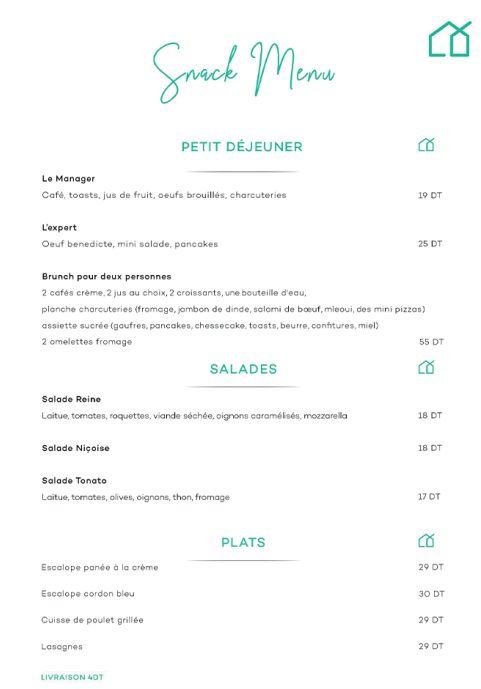 Snack Menu
PETIT DÉJEUNER
Le Manager
Café, toasts, jus de fruit, oeufs brouillés, charcuteries 19 DT
L'expert
Oeuf benedicte, mini salade, pancakes 25 DT
Brunch pour deux personnes
2 cafés crème, 2 jus au choix, 2 croissants, une bouteille d'eau,
planche charcuteries (fromage, jambon de dinde, salami de bœuf, mleoui, des mini pizzas)
assiette sucrée (gaufres, pancakes, chessecake, toasts, beurre, confitures, miel)
2 omelettes fromage 55 DT
SALADES
Salade Reine
Laitue, tomates, roquettes, viande séchée, oignons caramélisés, mozzarella 18 DT
Salade Niçoise 18 DT
Salade Tonato
Laitue, tomates, olives, oignons, thon, fromage 17 DT
PLATS
Escalope panée à la crème 29 DT
Escalope cordon bleu 30 DT
Cuisse de poulet grillée 29 DT
Lasagnes 29 DT
LIVRAISON 4DT